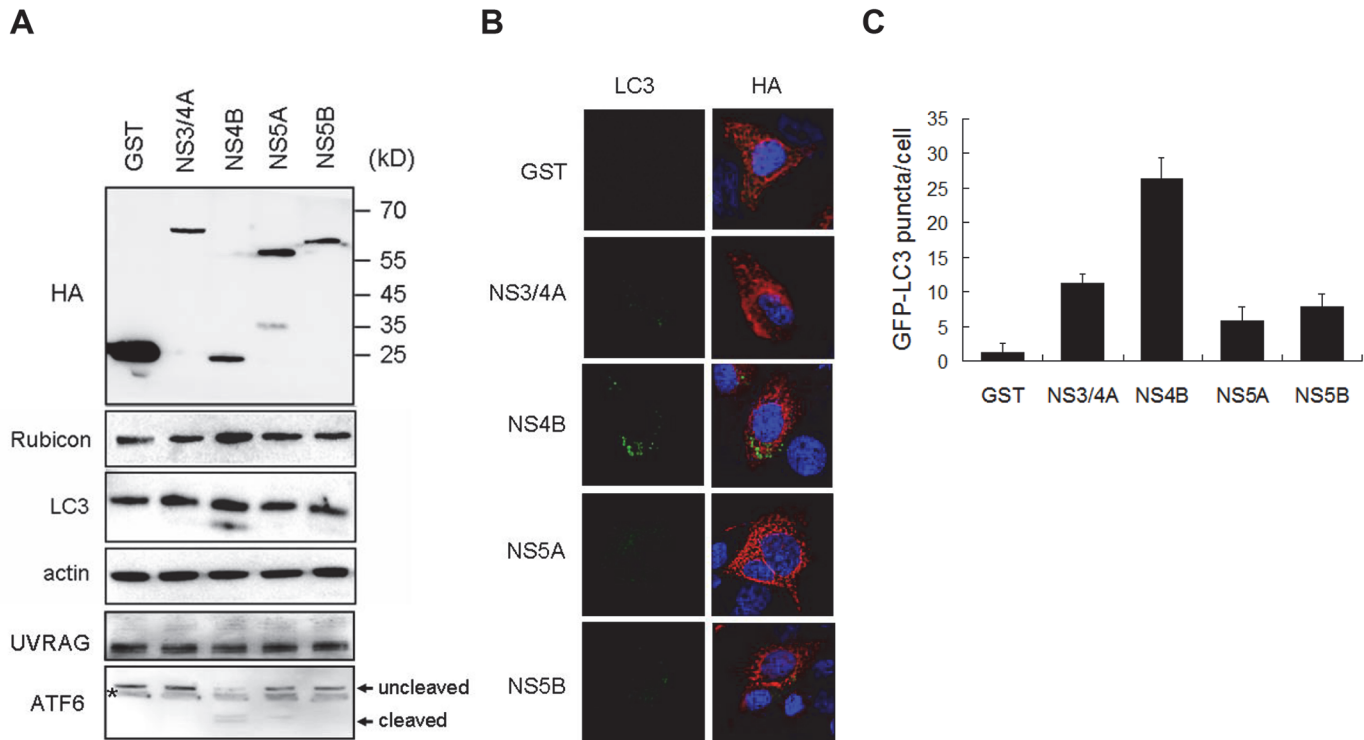 A
GST
NS3/4A
NS4B
NS5A
NS5B
(kD)
HA
70
55
45
35
25
Rubicon
LC3
actin
UVRAG
ATF6
*
uncleaved
cleaved
B
LC3 HA
GST
NS3/4A
NS4B
NS5A
NS5B
C
GFP-LC3 puncta/cell
35
30
25
20
15
10
5
0
GST NS3/4A NS4B NS5A NS5B